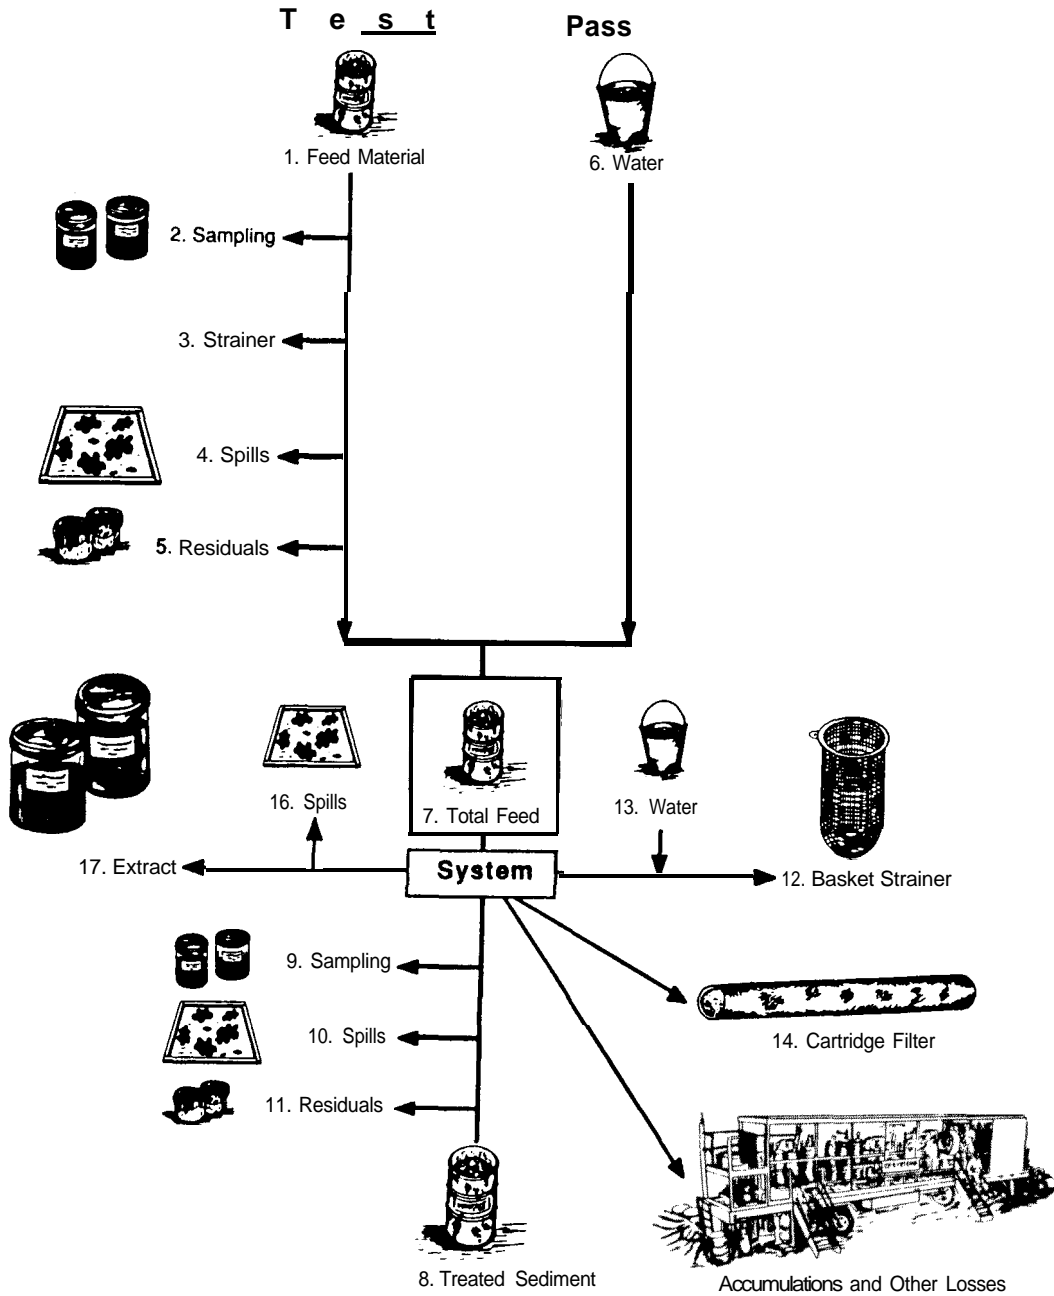 T e s t Pass
1. Feed Material
6. Water
2. Sampling
3. Strainer
4. Spills
5. Residuals
16. Spills
7. Total Feed
13. Water
17. Extract
System
12. Basket Strainer
9. Sampling
10. Spills
11. Residuals
14. Cartridge Filter
8. Treated Sediment
Accumulations and Other Losses